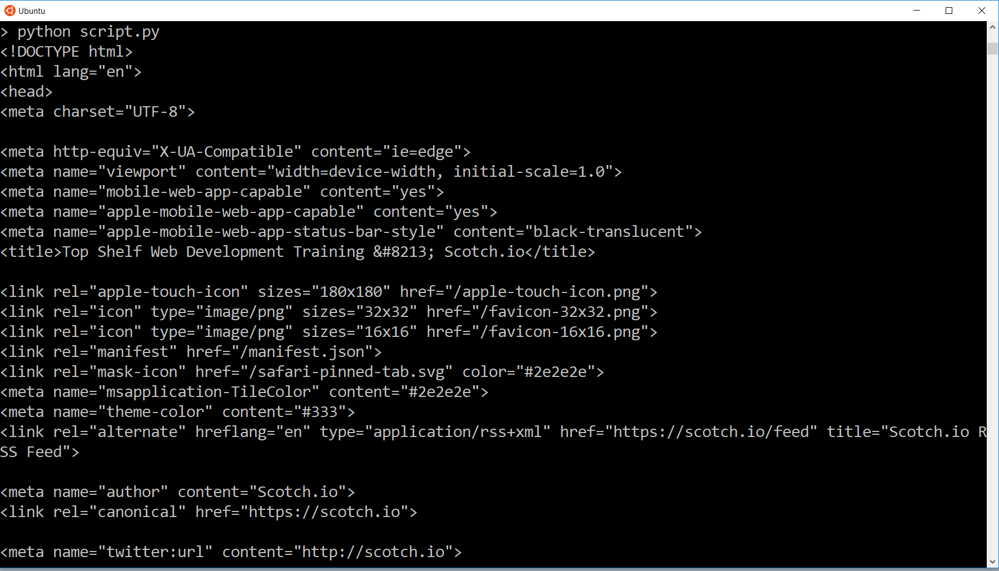 Ubuntu
> python script.py
<!DOCTYPE html>
<html lang="en">
<head>
<meta charset="UTF-8">
<meta http-equiv="X-UA-Compatible" content="ie=edge">
<meta name="viewport" content="width=device-width, initial-scale=1.0">
<meta name="mobile-web-app-capable" content="yes">
<meta name="apple-mobile-web-app-capable" content="yes">
<meta name="apple-mobile-web-app-status-bar-style" content="black-translucent">
<title>Top Shelf Web Development Training &#8213; Scotch.io</title>
<link rel="apple-touch-icon" sizes="180x180" href="/apple-touch-icon.png">
<link rel="icon" type="image/png" sizes="32x32" href="/favicon-32x32.png">
<link rel="icon" type="image/png" sizes="16x16" href="/favicon-16x16.png">
<link rel="manifest" href="/manifest.json">
<link rel="mask-icon" href="/safari-pinned-tab.svg" color="#2e2e2e">
<meta name="msapplication-TileColor" content="#2e2e2e">
<meta name="theme-color" content="#333">
<link rel="alternate" hreflang="en" type="application/rss+xml" href="https://scotch.io/feed" title="Scotch.io R
SS Feed">
<meta name="author" content="Scotch.io">
<link rel="canonical" href="https://scotch.io">
<meta name="twitter:url" content="http://scotch.io">